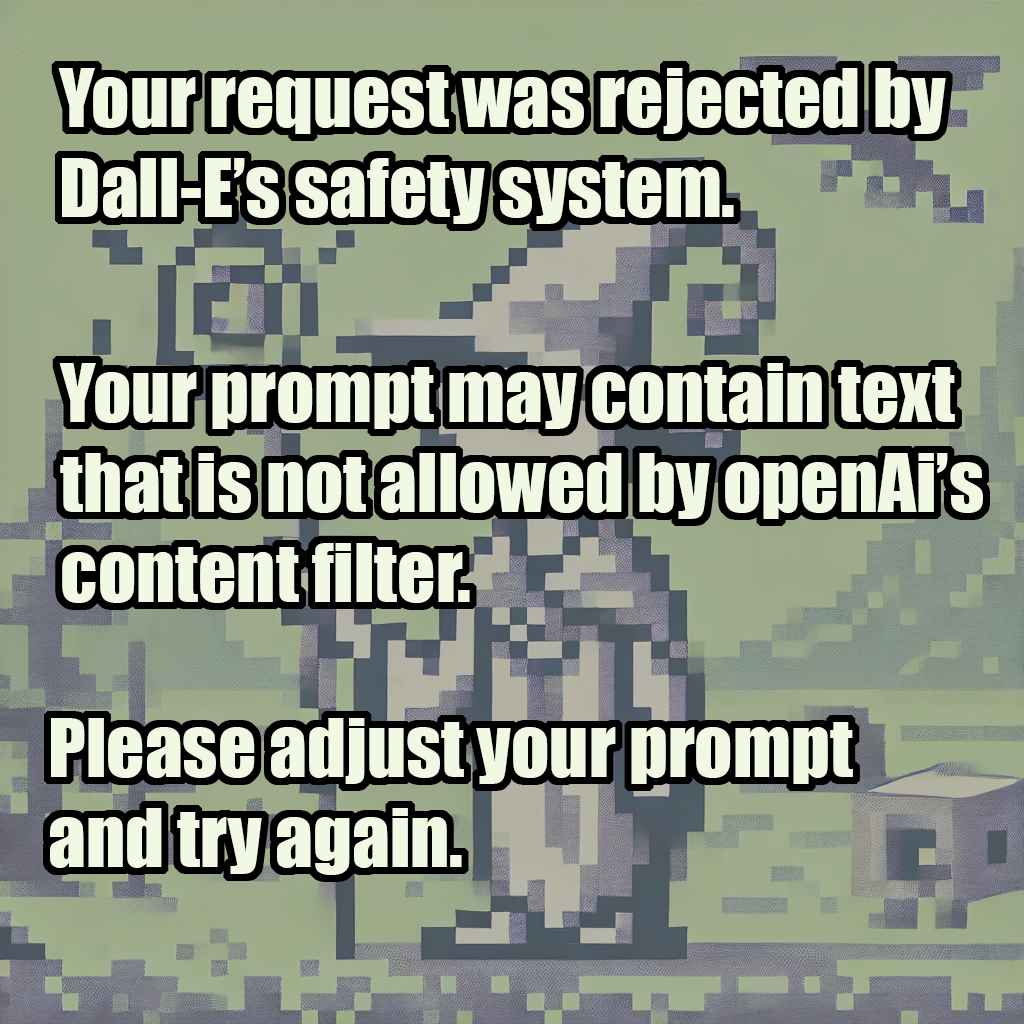 Your request was rejected by
Dall-E’s safety system.
Your prompt may contain text
that is not allowed by openAi’s
content filter.
Please adjust your prompt
and try again.